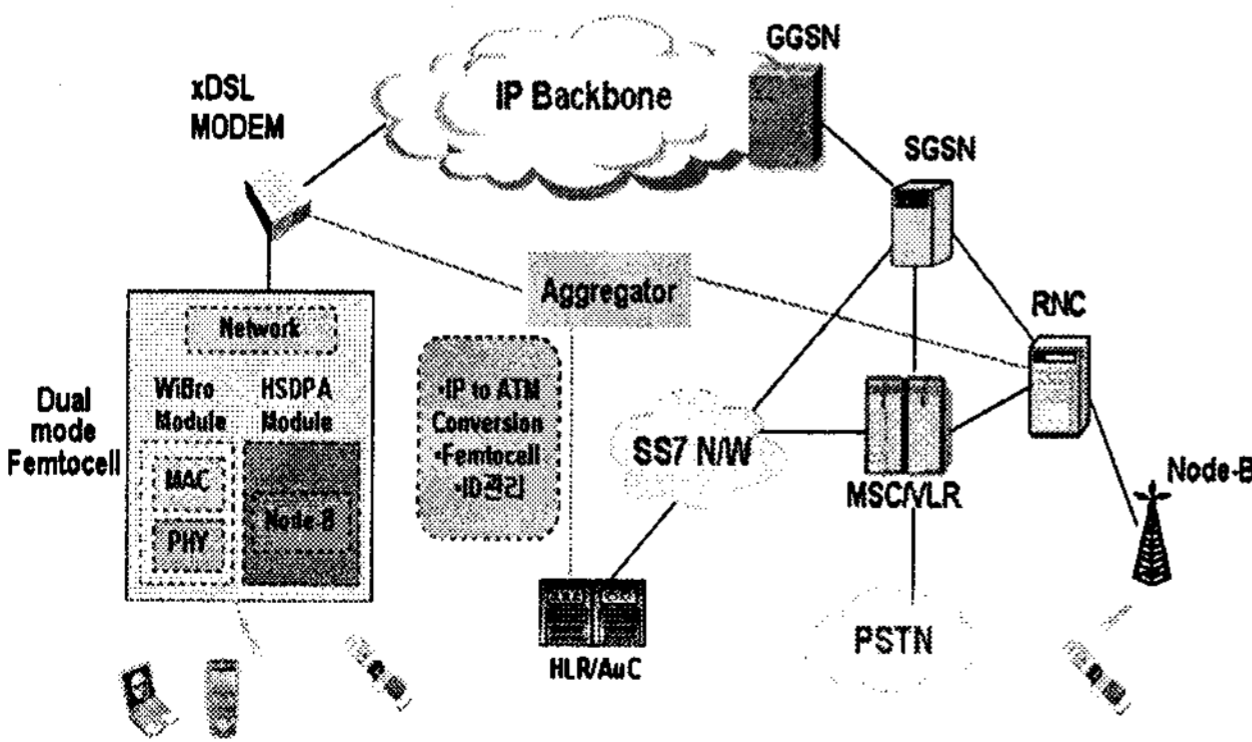 GGSN
IP Backbone
xDSL
MODEM
SGSN
Aggregator
RNC
Network
WiBro
Module
HSDPA
Module
Dual
mode
Femtocell
MAC
PHY
Node-B
•IP to ATM
Conversion
•Femtocell
•ID관리
SS7 N/W
MSC/VLR
Node-B
HLR/AuC
PSTN